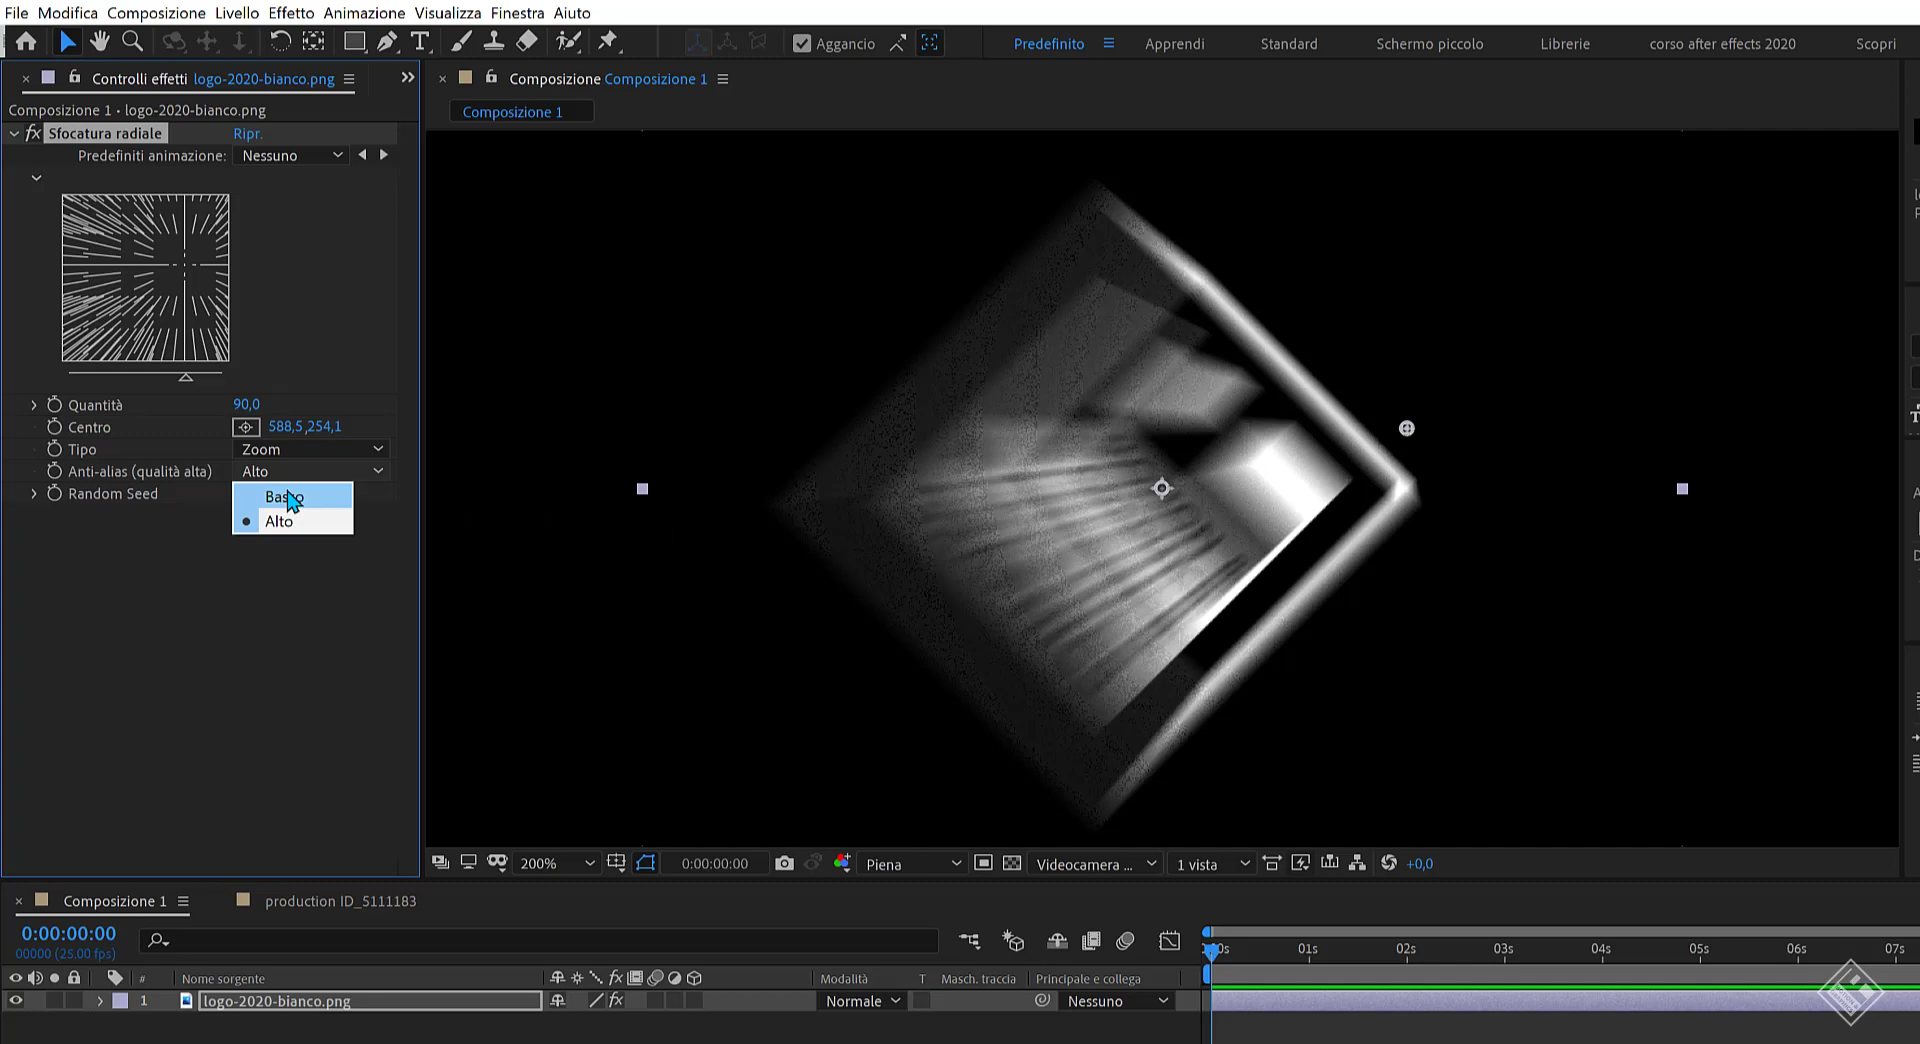 File Modifica Composizione Livello Effetto Animazione Visualizza Finestra Aiuto
Aggancio Predefinito Apprendi Standard Schermo piccolo Librerie corso after effects 2020 Scopri
Controlli effetti logo-2020-bianco.png
Composizione Composizione 1
Composizione 1 • logo-2020-bianco.png
Composizione 1
fx Sfocatura radiale Ripr.
Predefiniti animazione: Nessuno
Quantità 90,0
Centro 588,5 ,254,1
Tipo Zoom
Anti-alias (qualità alta) Alto
Random Seed
Basso
Alto
200% 0:00:00:00 Piena Videocamera ... 1 vista +0,0
Composizione 1 production ID_5111183
0:00:00:00
00000 (25.00 fps)
01s 02s 03s 04s 05s 06s 07s
# Nome sorgente fx Modalità T Masch. traccia Principale e collega
1 logo-2020-bianco.png fx Normale Nessuno